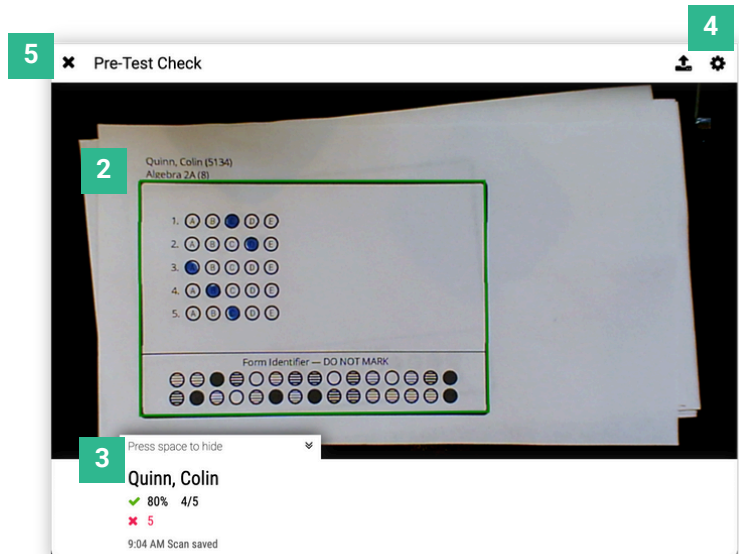 4
5
Pre-Test Check
Quinn, Colin (5134)
2
Algebra 2A (8)
1. A B D E
2. A B C E
3. B C D E
4. A C D E
5. A B D E
Form Identifier — DO NOT MARK
Press space to hide
3
Quinn, Colin
80% 4/5
5
9:04 AM Scan saved